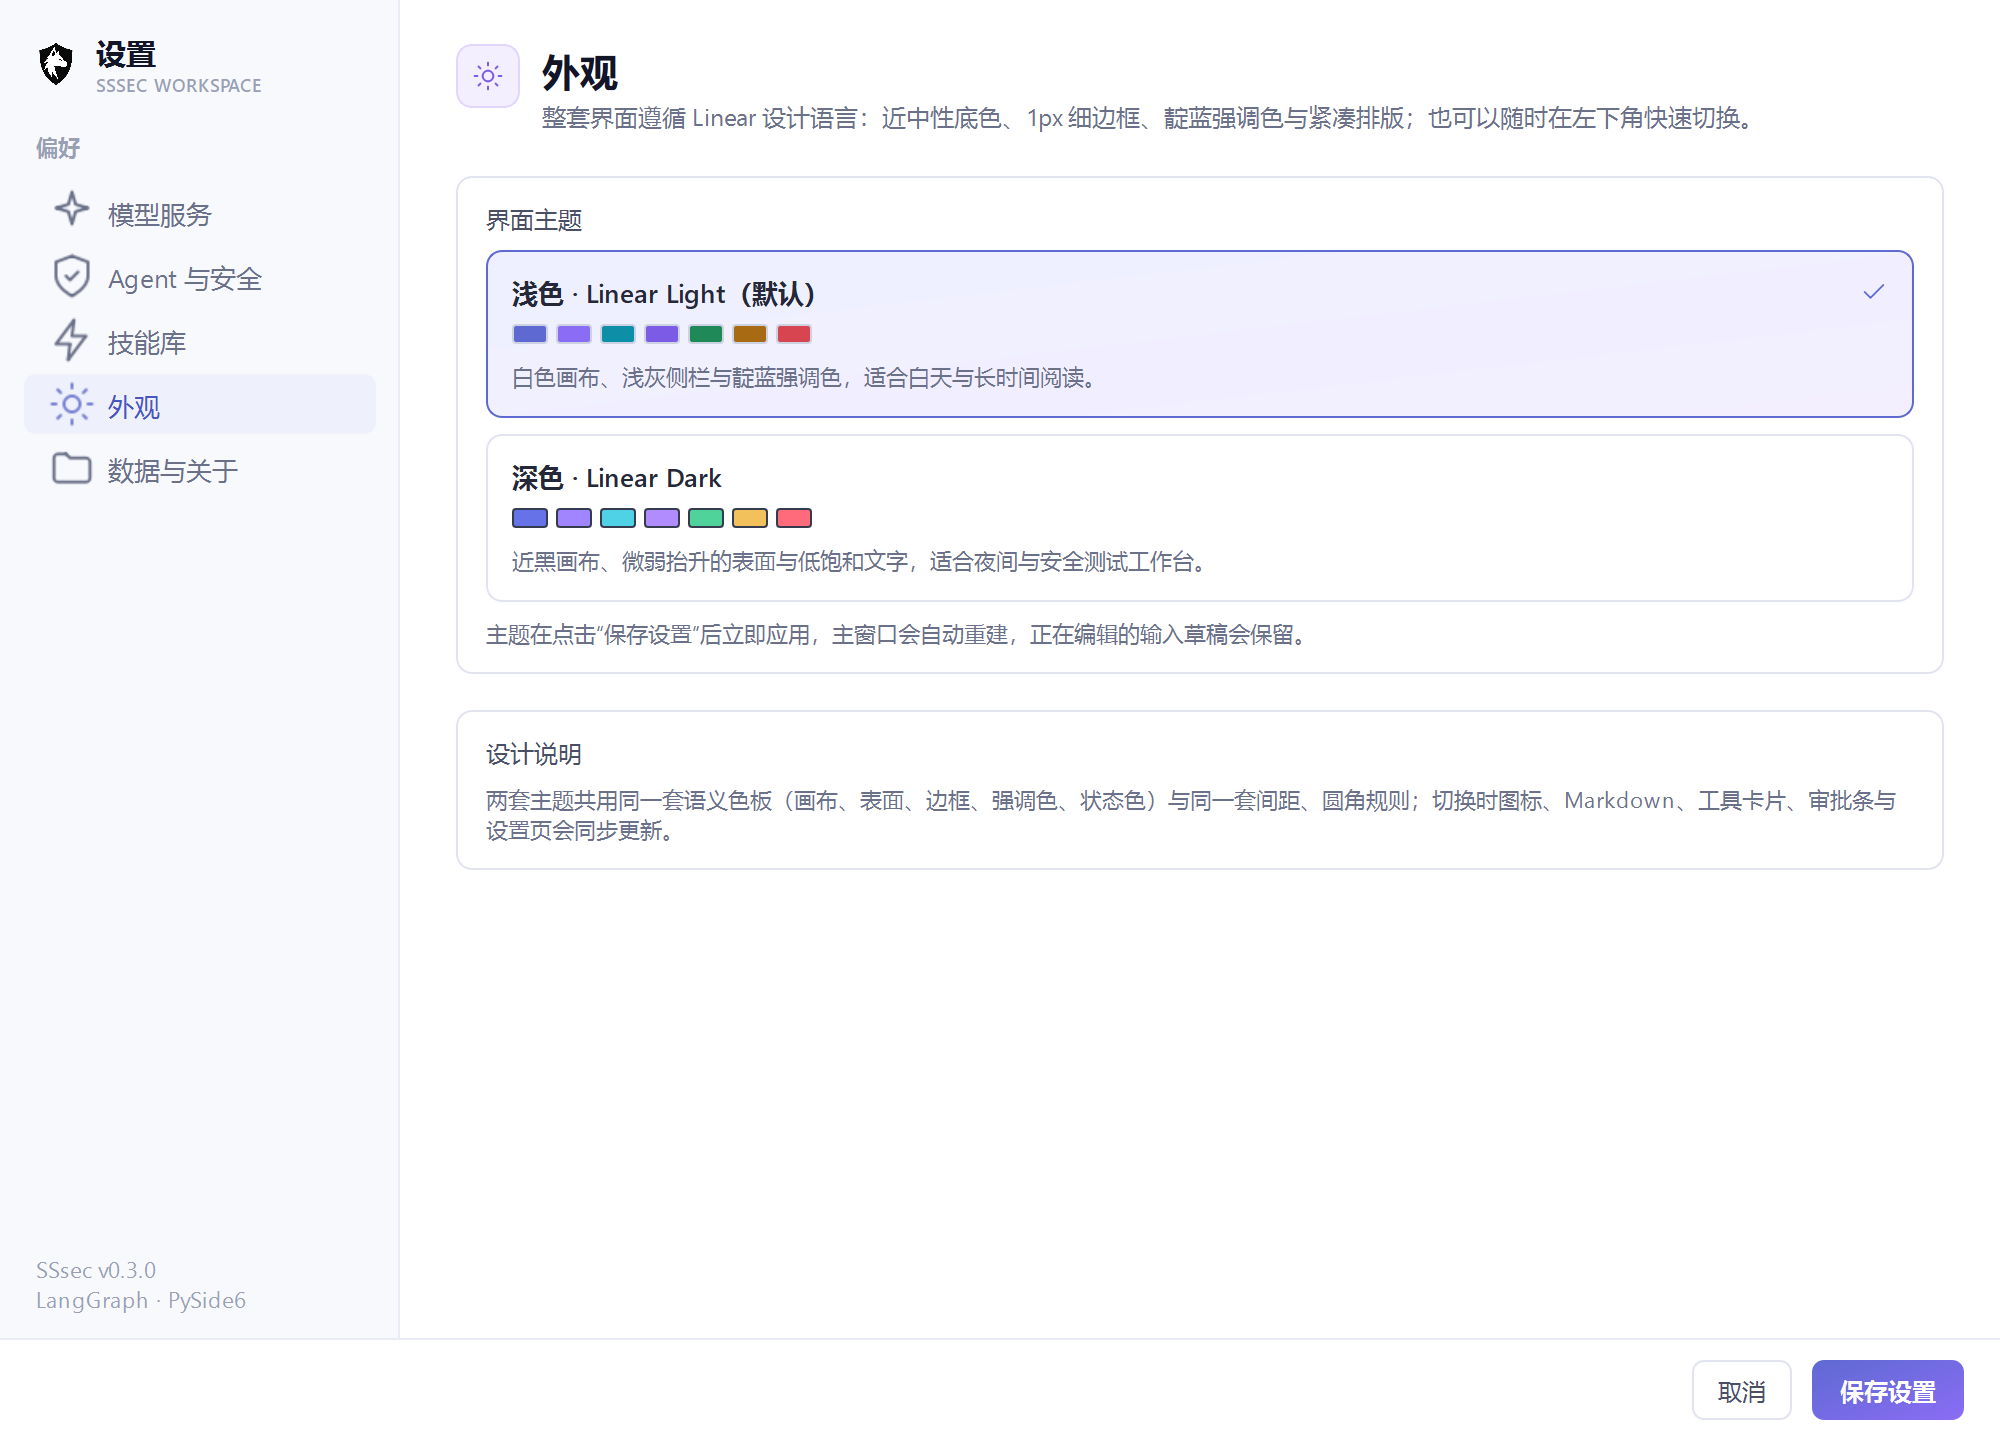 设置
SSSEC WORKSPACE
偏好
模型服务
Agent 与安全
技能库
外观
数据与关于
SSsec v0.3.0
LangGraph · PySide6
外观
整套界面遵循 Linear 设计语言：近中性底色、1px 细边框、靛蓝强调色与紧凑排版；也可以随时在左下角快速切换。
界面主题
浅色 · Linear Light（默认）
白色画布、浅灰侧栏与靛蓝强调色，适合白天与长时间阅读。
深色 · Linear Dark
近黑画布、微弱抬升的表面与低饱和文字，适合夜间与安全测试工作台。
主题在点击“保存设置”后立即应用，主窗口会自动重建，正在编辑的输入草稿会保留。
设计说明
两套主题共用同一套语义色板（画布、表面、边框、强调色、状态色）与同一套间距、圆角规则；切换时图标、Markdown、工具卡片、审批条与
设置页会同步更新。
取消
保存设置